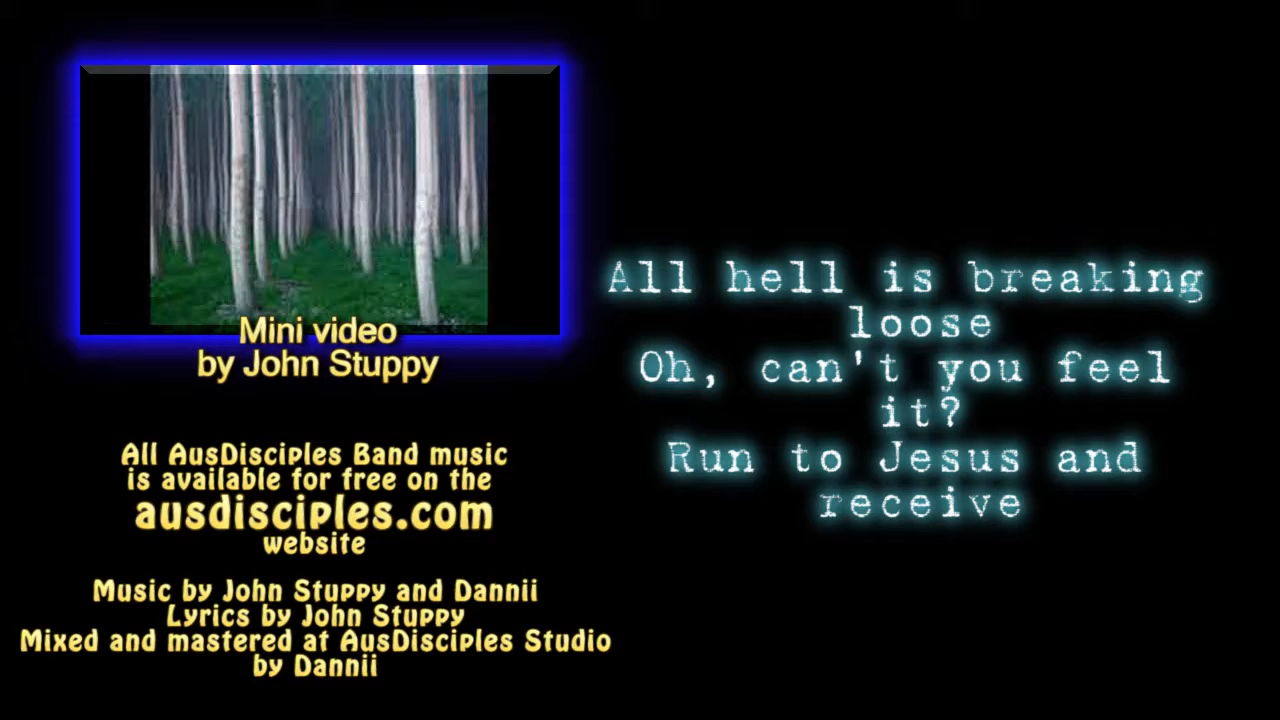 Mini video
by John Stuppy
All AusDisciples Band music
is available for free on the
ausdisciples.com
website
Music by John Stuppy and Dannii
Lyrics by John Stuppy
Mixed and mastered at AusDisciples Studio
by Dannii
All hell is breaking
loose
Oh, can't you feel
it?
Run to Jesus and
receive